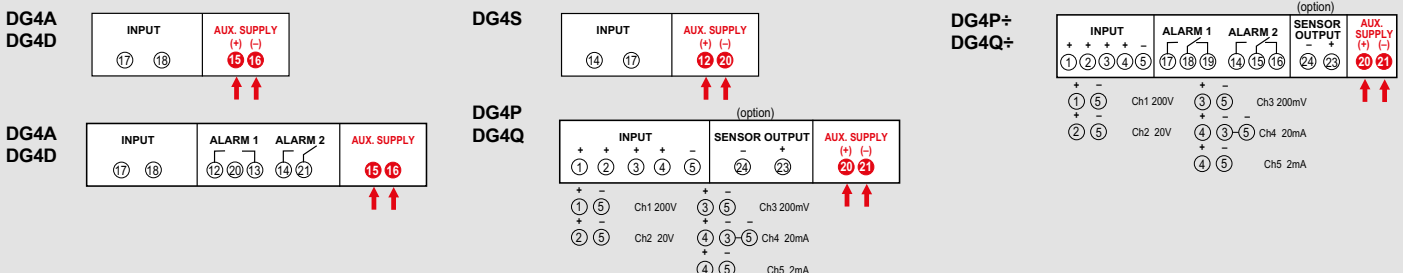 DG4A
DG4D
INPUT
AUX. SUPPLY
(+) (–)
17 18
15 16
DG4A
DG4D
INPUT
ALARM 1
ALARM 2
AUX. SUPPLY
17 18
12 20 13
14 21
15 16
DG4S
INPUT
AUX. SUPPLY
(+) (–)
14 17
12 20
DG4P
DG4Q
(option)
INPUT
SENSOR OUTPUT
AUX. SUPPLY
+ + + + –
– +
(+) (–)
1 2 3 4 5
24 23
20 21
+ –
1 5 Ch1 200V
+ –
2 5 Ch2 20V
+ –
3 5 Ch3 200mV
+ – –
4 3 5 Ch4 20mA
+ –
4 5 Ch5 2mA
DG4P÷
DG4Q÷
(option)
INPUT
ALARM 1
ALARM 2
SENSOR
OUTPUT
AUX.
SUPPLY
+ + + + –
– +
(+) (–)
1 2 3 4 5
17 18 19
14 15 16
24 23
20 21
+ –
1 5 Ch1 200V
+ –
2 5 Ch2 20V
+ –
3 5 Ch3 200mV
+ – –
4 3 5 Ch4 20mA
+ –
4 5 Ch5 2mA